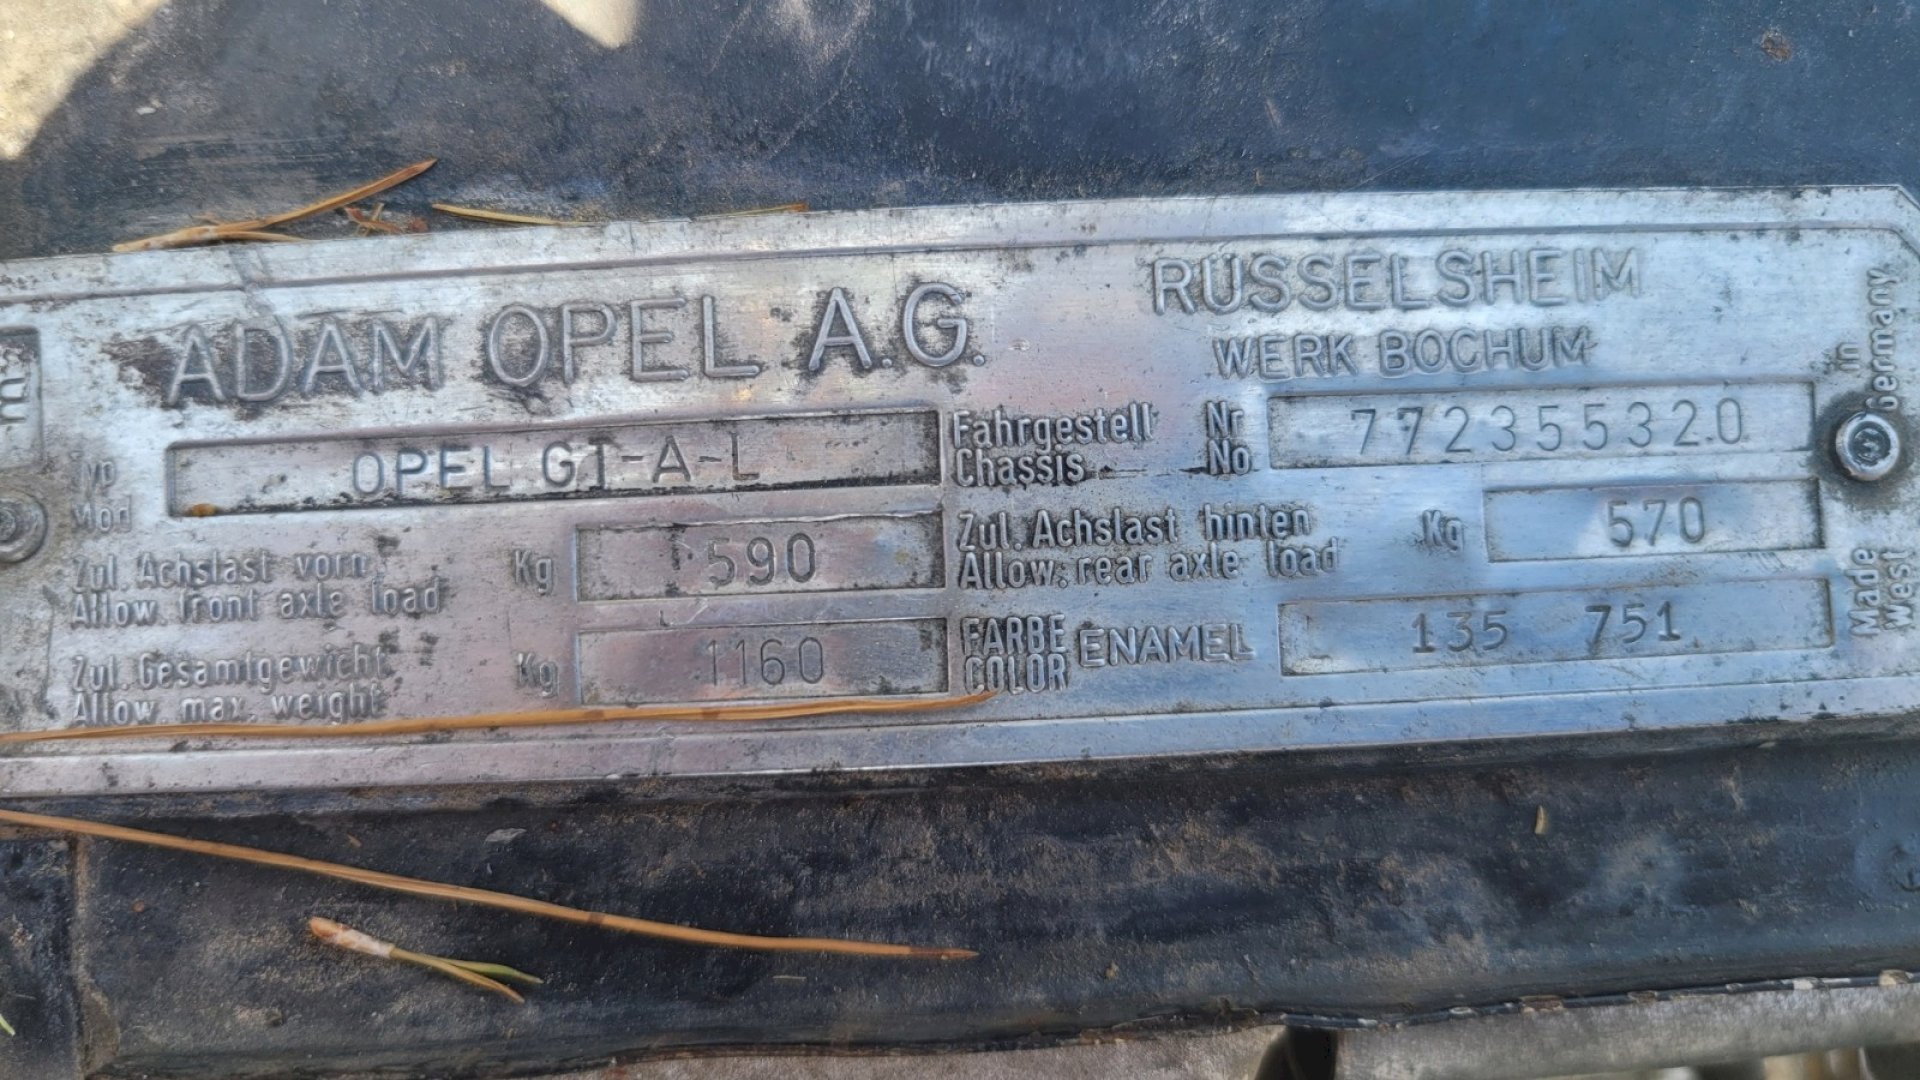 ADAM OPEL A.G.
RÜSSELSHEIM
WERK BOCHUM
Typ
Mod
OPEL GT-A-L
Fahrgestell Nr
Chassis No
772355320
Zul. Achslast vorn
Allow. front axle load
Kg
590
Zul. Achslast hinten
Allow. rear axle load
Kg
570
Zul. Gesamtgewicht
Allow. max. weight
Kg
1160
FARBE
COLOR
ENAMEL
L 135 751
Made in
West Germany